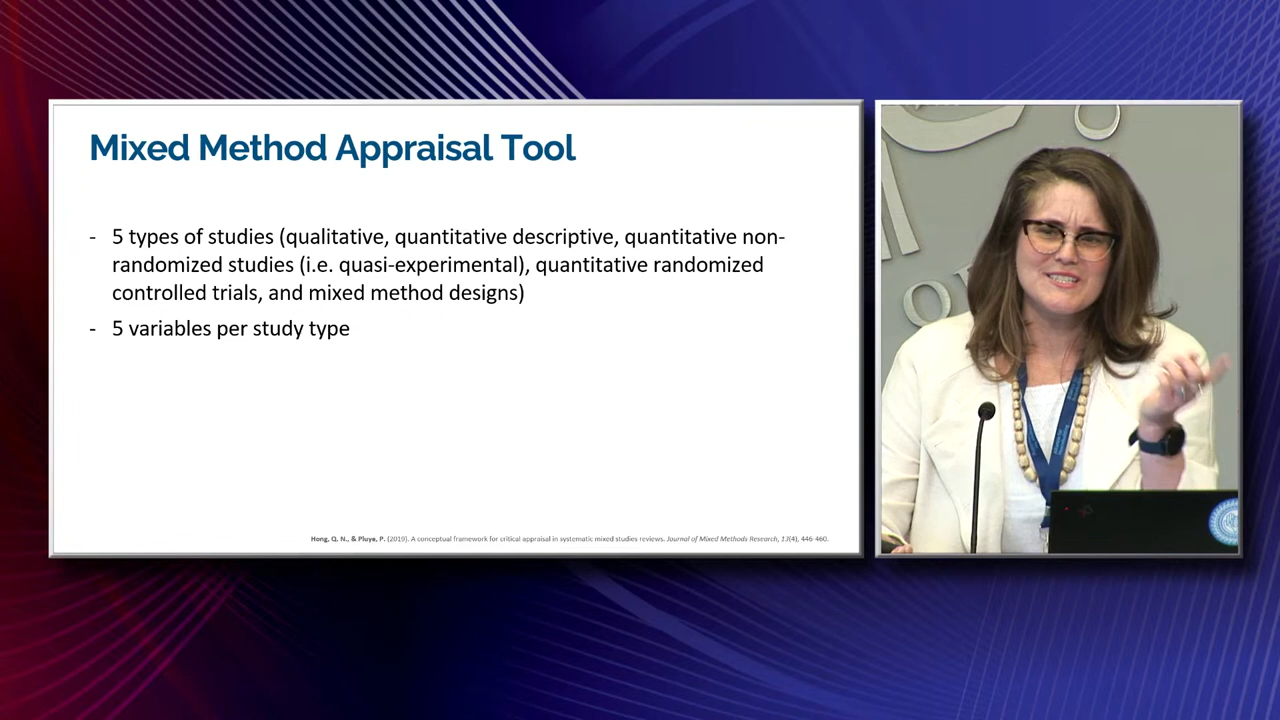 Mixed Method Appraisal Tool
- 5 types of studies (qualitative, quantitative descriptive, quantitative non-
randomized studies (i.e. quasi-experimental), quantitative randomized
controlled trials, and mixed method designs)
- 5 variables per study type
Hong, Q. N., & Pluye, P. (2019). A conceptual framework for critical appraisal in systematic mixed studies reviews. Journal of Mixed Methods Research, 13(4), 446-460.